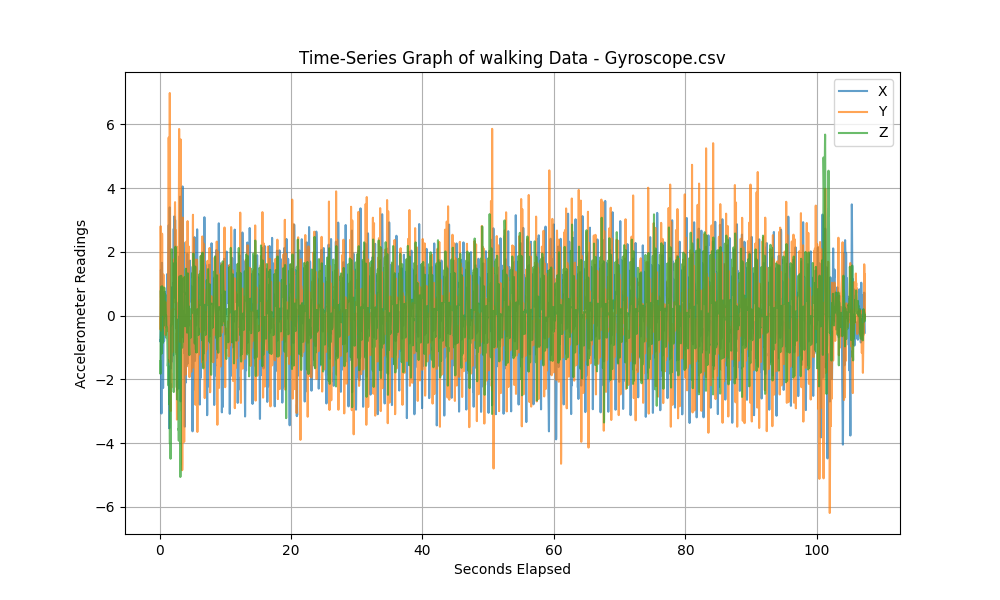 Time-Series Graph of walking Data - Gyroscope.csv
X
Y
Z
6
4
2
0
−2
−4
−6
Accelerometer Readings
0 20 40 60 80 100
Seconds Elapsed